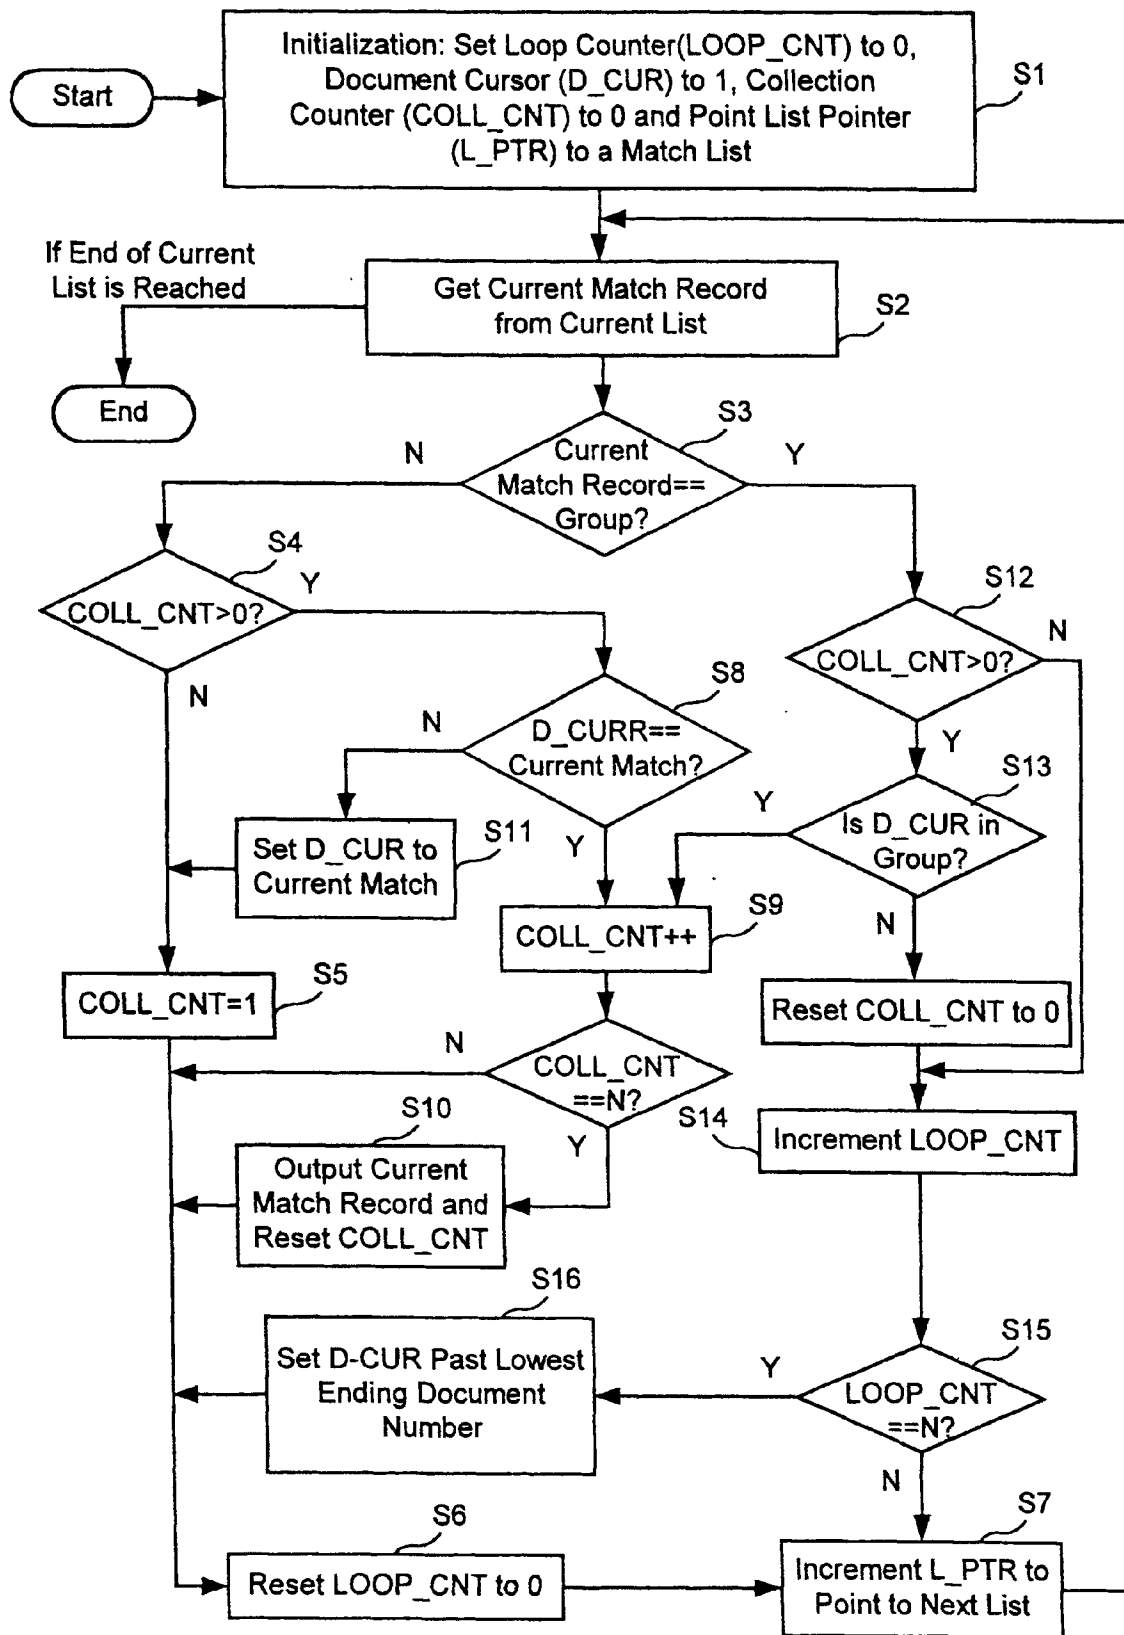 Start
Initialization: Set Loop Counter(LOOP_CNT) to 0,
Document Cursor (D_CUR) to 1, Collection
Counter (COLL_CNT) to 0 and Point List Pointer
(L_PTR) to a Match List
S1
If End of Current
List is Reached
Get Current Match Record
from Current List
S2
End
S3
N
Current
Match Record==
Group?
Y
S4
COLL_CNT>0?
Y
N
S12
COLL_CNT>0?
N
Y
S8
N
D_CURR==
Current Match?
Y
S13
Y
Is D_CUR in
Group?
N
S11
Set D_CUR to
Current Match
S9
COLL_CNT++
S5
COLL_CNT=1
Reset COLL_CNT to 0
N
COLL_CNT
==N?
Y
S14
Increment LOOP_CNT
S10
Output Current
Match Record and
Reset COLL_CNT
S16
Set D-CUR Past Lowest
Ending Document
Number
S15
Y
LOOP_CNT
==N?
N
S6
Reset LOOP_CNT to 0
S7
Increment L_PTR to
Point to Next List